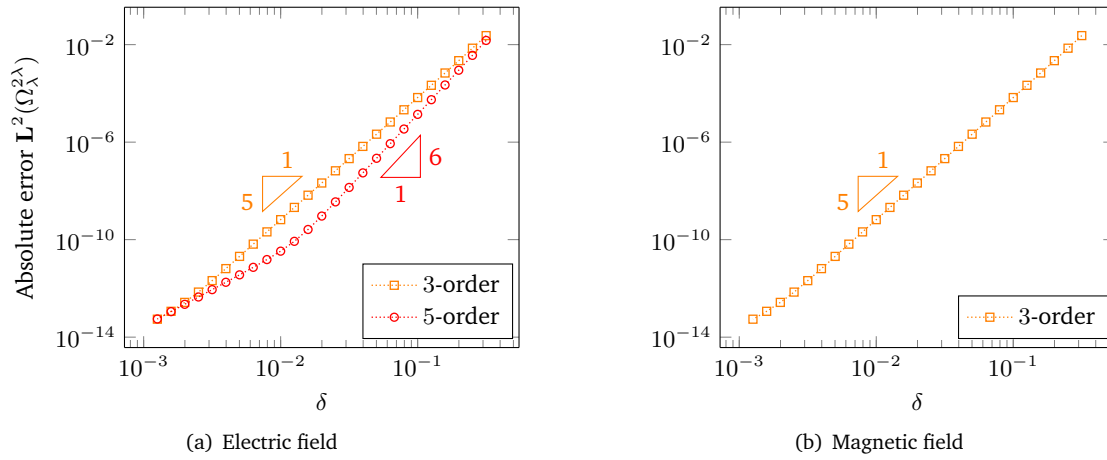 Absolute error L²(Ω_λ^{2λ})
10⁻²
10⁻⁶
10⁻¹⁰
10⁻¹⁴
10⁻³
10⁻²
10⁻¹
δ
1
5
6
1
3-order
5-order
(a) Electric field
10⁻²
10⁻⁶
10⁻¹⁰
10⁻¹⁴
10⁻³
10⁻²
10⁻¹
δ
1
5
3-order
(b) Magnetic field